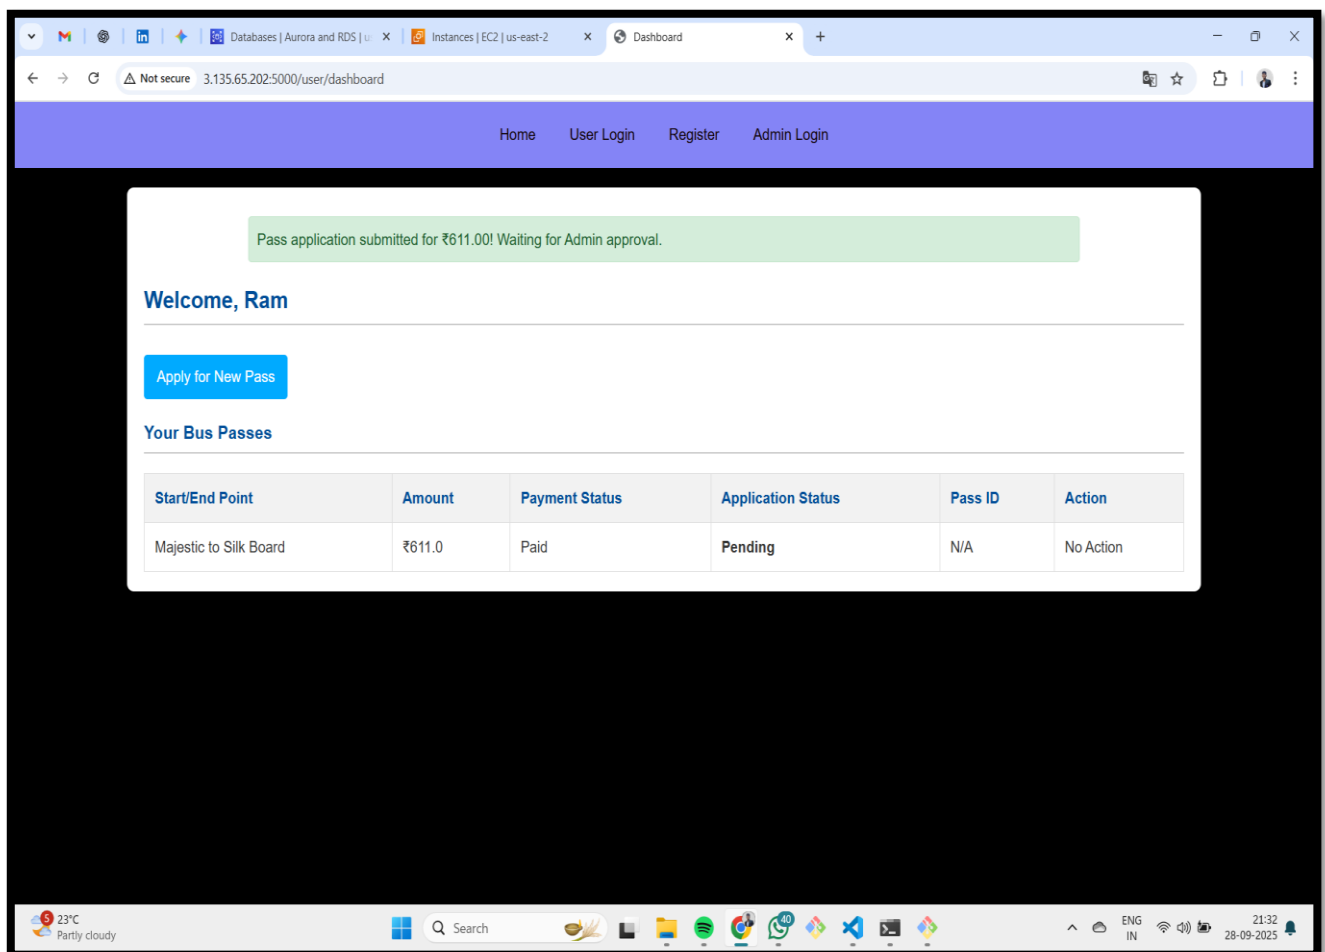 Databases | Aurora and RDS | u
Instances | EC2 | us-east-2
Dashboard
Not secure 3.135.65.202:5000/user/dashboard
Home User Login Register Admin Login
Pass application submitted for ₹611.00! Waiting for Admin approval.
Welcome, Ram
Apply for New Pass
Your Bus Passes
Start/End Point Amount Payment Status Application Status Pass ID Action
Majestic to Silk Board ₹611.0 Paid Pending N/A No Action
5
23°C
Partly cloudy
Search
40
ENG
IN
21:32
28-09-2025